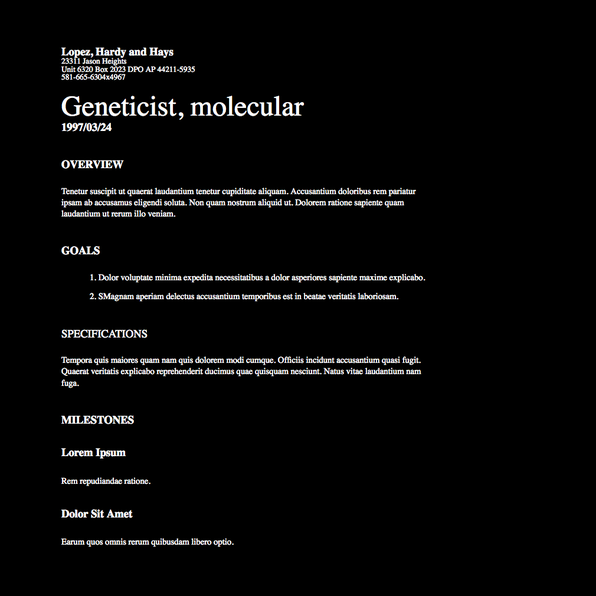 Lopez, Hardy and Hays
23311 Jason Heights
Unit 6320 Box 2023 DPO AP 44211-5935
581-665-6304x4967
Geneticist, molecular
1997/03/24
OVERVIEW
Tenetur suscipit ut quaerat laudantium tenetur cupiditate aliquam. Accusantium doloribus rem pariatur
ipsam ab accusamus eligendi soluta. Non quam nostrum aliquid ut. Dolorem ratione sapiente quam
laudantium ut rerum illo veniam.
GOALS
1. Dolor voluptate minima expedita necessitatibus a dolor asperiores sapiente maxime explicabo.
2. SMagnam aperiam delectus accusantium temporibus est in beatae veritatis laboriosam.
SPECIFICATIONS
Tempora quis maiores quam nam quis dolorem modi cumque. Officiis incidunt accusantium quasi fugit.
Quaerat veritatis explicabo reprehenderit ducimus quae quisquam nesciunt. Natus vitae laudantium nam
fuga.
MILESTONES
Lorem Ipsum
Rem repudiandae ratione.
Dolor Sit Amet
Earum quos omnis rerum quibusdam libero optio.